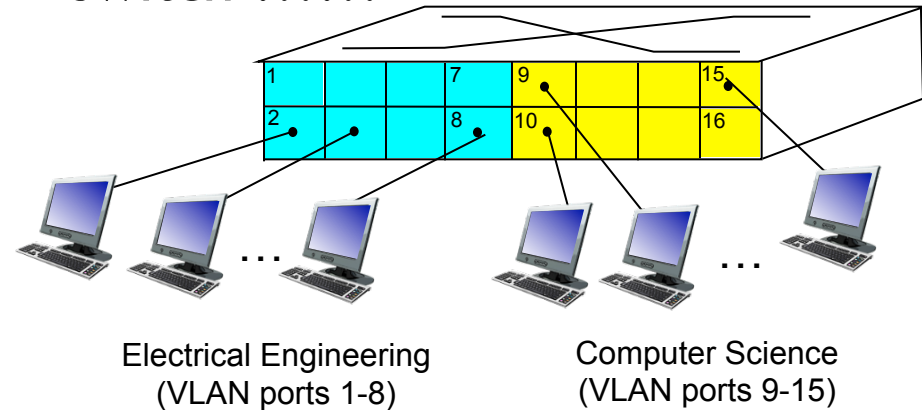 1
7
9
15
2
8
10
16
...
...
Electrical Engineering
(VLAN ports 1-8)
Computer Science
(VLAN ports 9-15)